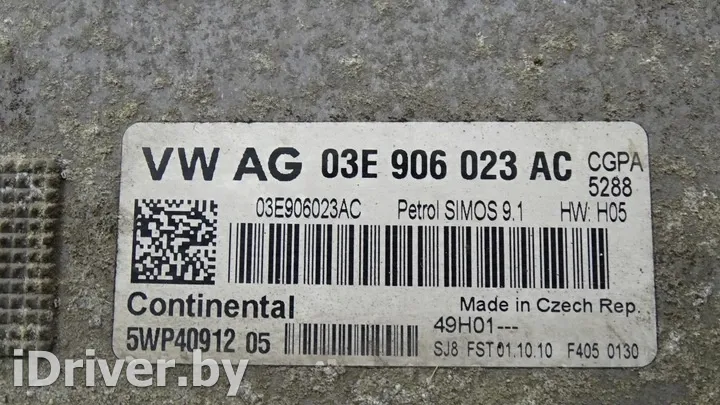 VW AG 03E 906 023 AC CGPA
5288
03E906023AC Petrol SIMOS 9.1 HW: H05
Continental Made in Czech Rep.
5WP40912 05 49H01---
SJ8 FST 01.10.10 F405 0130
iDriver.by